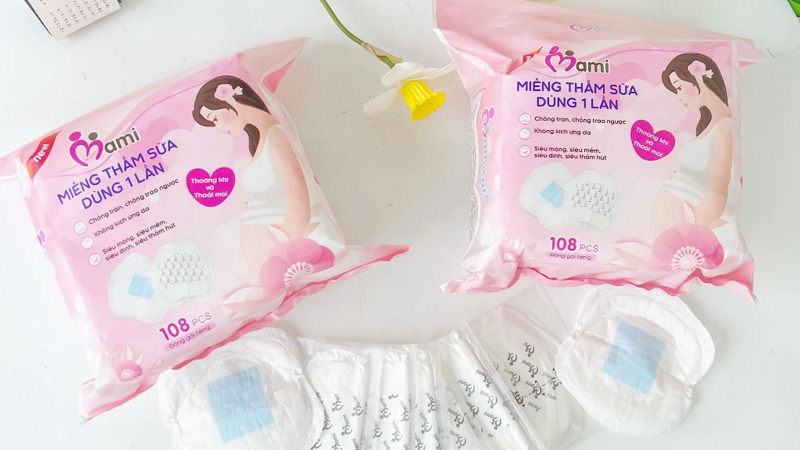 New
Mami
MIẾNG THẤM SỮA
DÙNG 1 LẦN
Chống tràn, chống trào ngược
Không kích ứng da
Siêu mỏng, siêu mềm,
siêu dính, siêu thấm hút
Thoáng khí
và
Thoải mái
108 PCS
Đóng gói riêng
Mami
MIẾNG THẤM SỮA
DÙNG 1 LẦN
Chống tràn, chống trào ngược
Không kích ứng da
Siêu mỏng, siêu mềm,
siêu dính, siêu thấm hút
Thoáng khí
và
Thoải mái
108 PCS
Đóng gói riêng